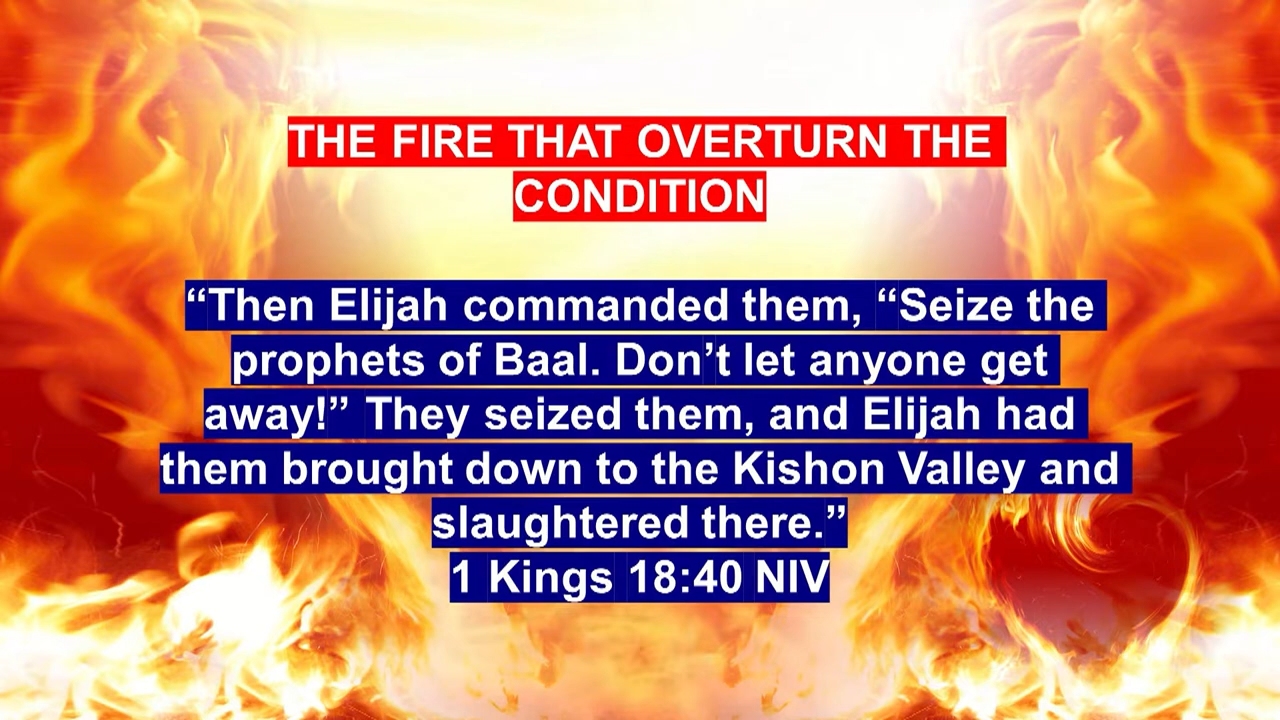 THE FIRE THAT OVERTURN THE
CONDITION
“Then Elijah commanded them, “Seize the
prophets of Baal. Don’t let anyone get
away!” They seized them, and Elijah had
them brought down to the Kishon Valley and
slaughtered there.”
1 Kings 18:40 NIV